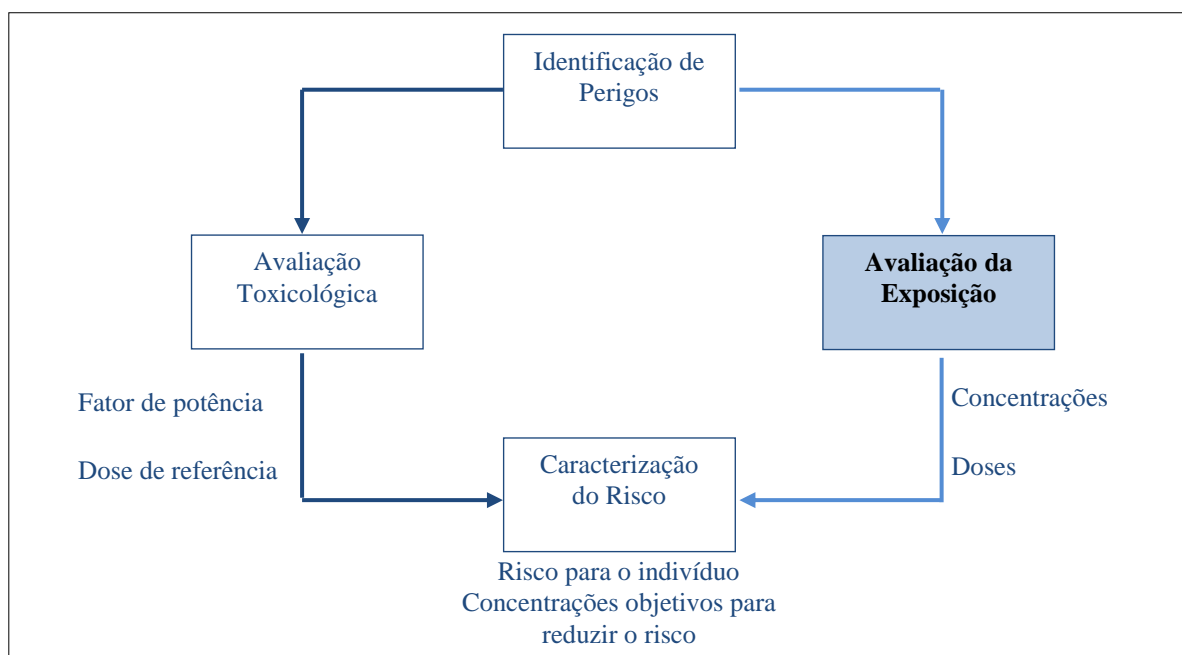 Identificação de
Perigos
Avaliação
Toxicológica
Avaliação da
Exposição
Fator de potência
Dose de referência
Concentrações
Doses
Caracterização
do Risco
Risco para o indivíduo
Concentrações objetivos para
reduzir o risco